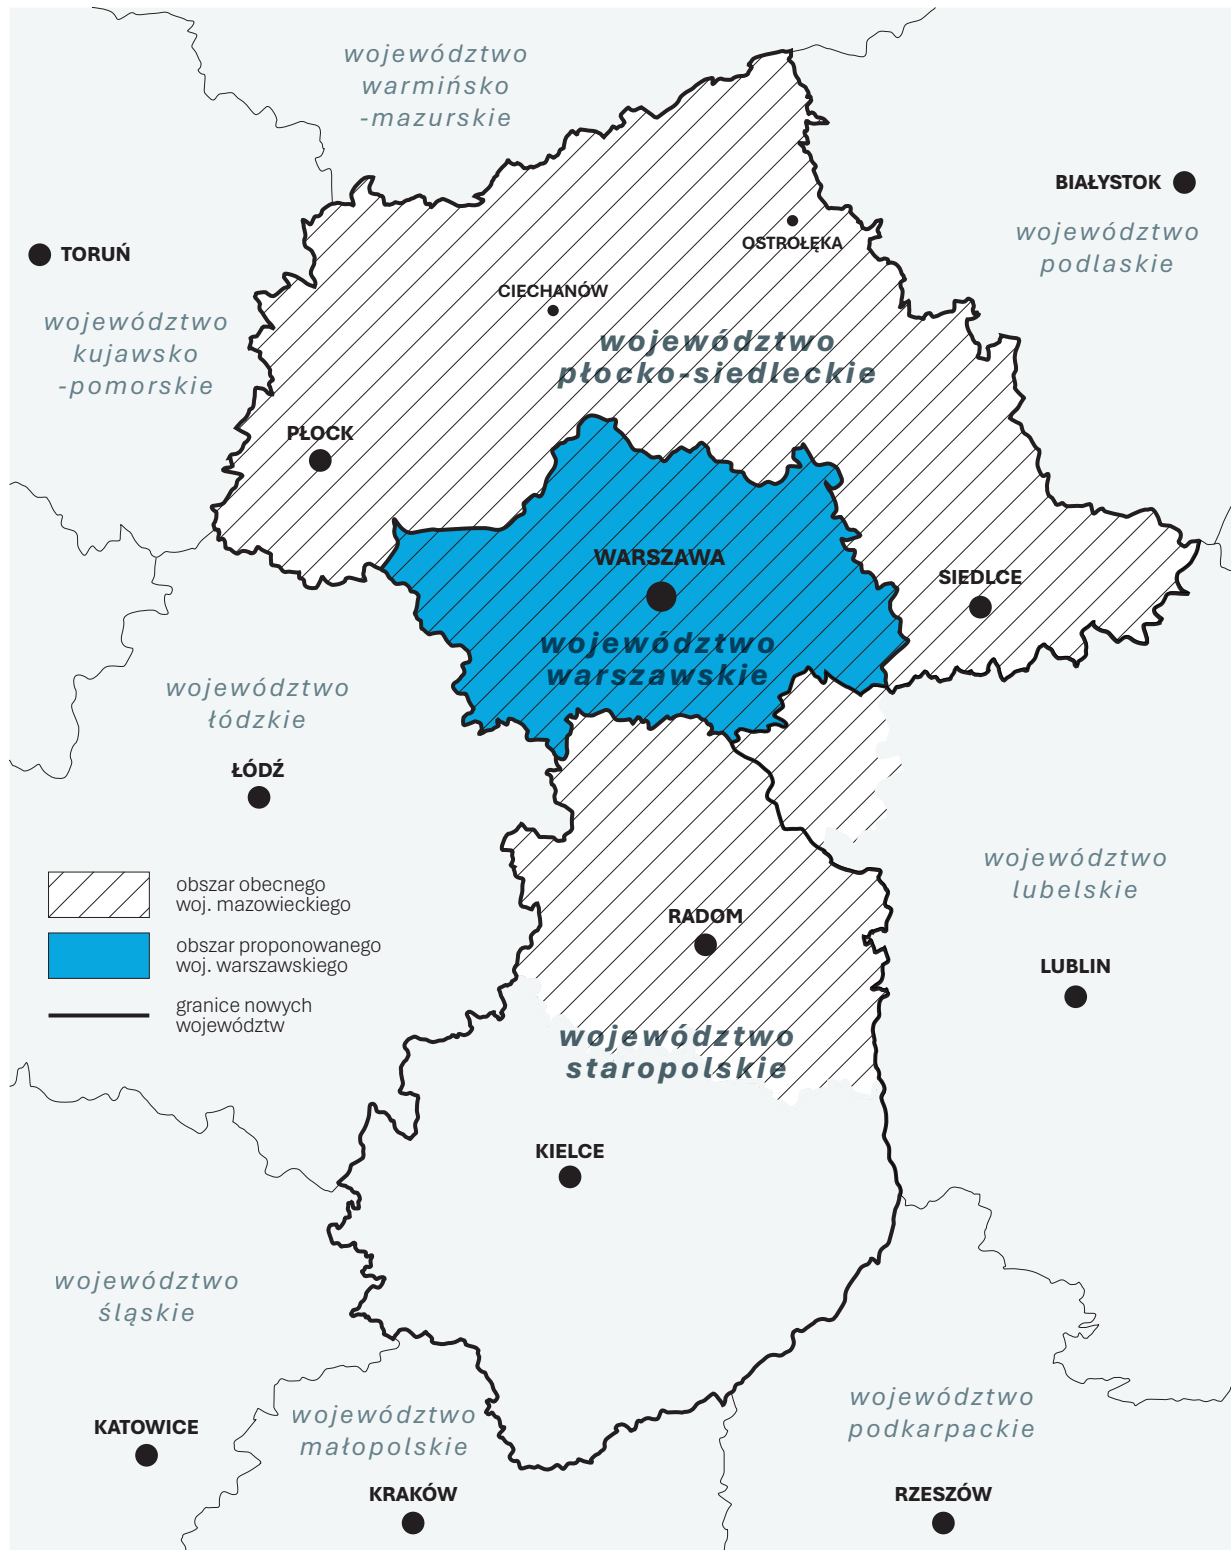 województwo
warmińsko
-mazurskie
BIAŁYSTOK
województwo
podlaskie
OSTROŁĘKA
TORUŃ
CIECHANÓW
województwo
kujawsko
-pomorskie
województwo
płocko-siedleckie
PŁOCK
WARSZAWA
SIEDLCE
województwo
warszawskie
województwo
łódzkie
ŁÓDŹ
województwo
lubelskie
obszar obecnego
woj. mazowieckiego
obszar proponowanego
woj. warszawskiego
granice nowych
województw
RADOM
LUBLIN
województwo
staropolskie
KIELCE
województwo
śląskie
województwo
podkarpackie
województwo
małopolskie
KATOWICE
KRAKÓW
RZESZÓW